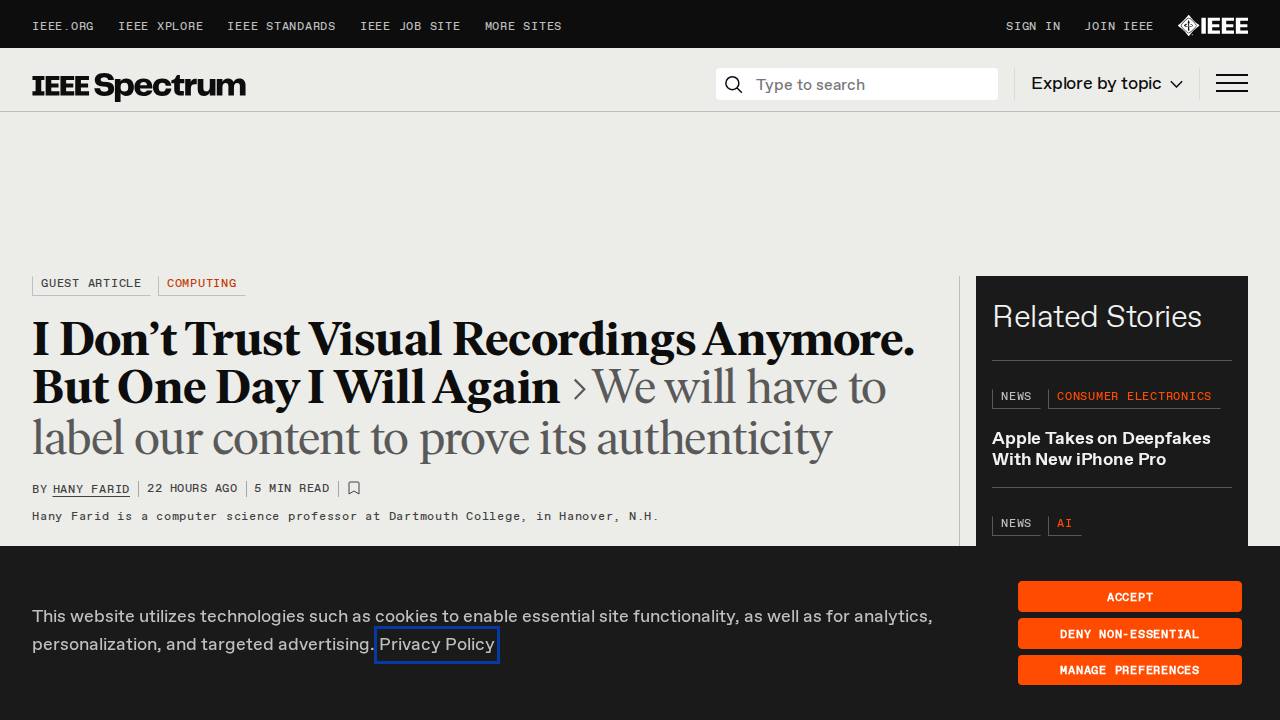 IEEE.ORG IEEE XPLORE IEEE STANDARDS IEEE JOB SITE MORE SITES SIGN IN JOIN IEEE IEEE
IEEE Spectrum Type to search Explore by topic
GUEST ARTICLE COMPUTING
I Don’t Trust Visual Recordings Anymore.
But One Day I Will Again > We will have to
label our content to prove its authenticity
BY HANY FARID 22 HOURS AGO 5 MIN READ
Hany Farid is a computer science professor at Dartmouth College, in Hanover, N.H.
Related Stories
NEWS CONSUMER ELECTRONICS
Apple Takes on Deepfakes
With New iPhone Pro
NEWS AI
This website utilizes technologies such as cookies to enable essential site functionality, as well as for analytics,
personalization, and targeted advertising. Privacy Policy
ACCEPT
DENY NON-ESSENTIAL
MANAGE PREFERENCES